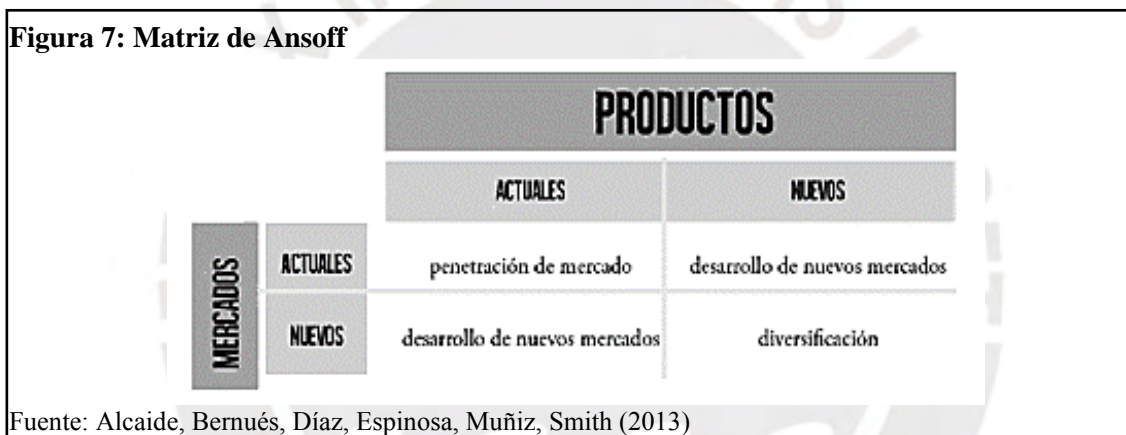 Figura 7: Matriz de Ansoff
PRODUCTOS
ACTUALES NUEVOS
MERCADOS
ACTUALES penetración de mercado desarrollo de nuevos mercados
NUEVOS desarrollo de nuevos mercados diversificación
Fuente: Alcaide, Bernués, Díaz, Espinosa, Muñiz, Smith (2013)